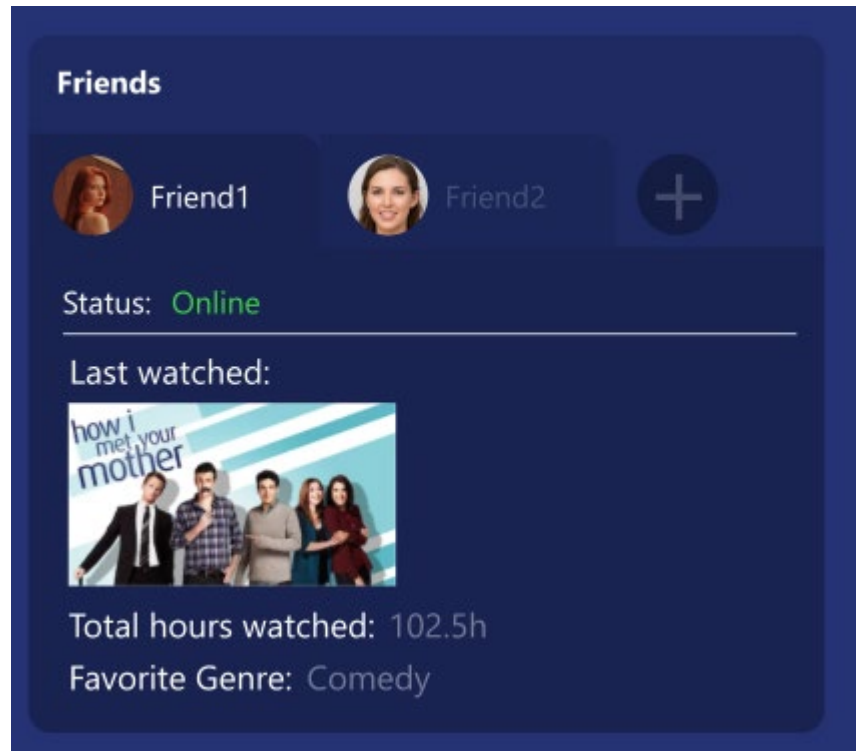 Friends
Friend1
Friend2
Status: Online
Last watched:
how i
met your
mother
Total hours watched: 102.5h
Favorite Genre: Comedy